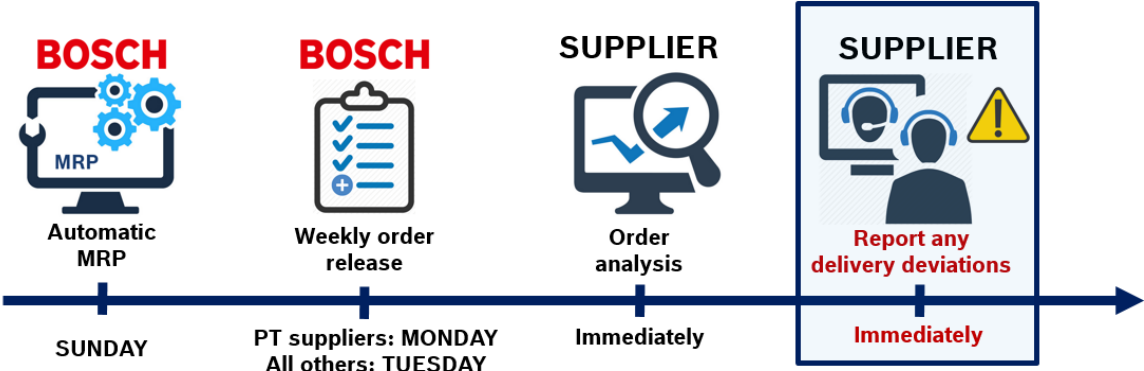 BOSCH
MRP
Automatic
MRP
SUNDAY
BOSCH
Weekly order
release
PT suppliers: MONDAY
All others: TUESDAY
SUPPLIER
Order
analysis
Immediately
SUPPLIER
Report any
delivery deviations
Immediately